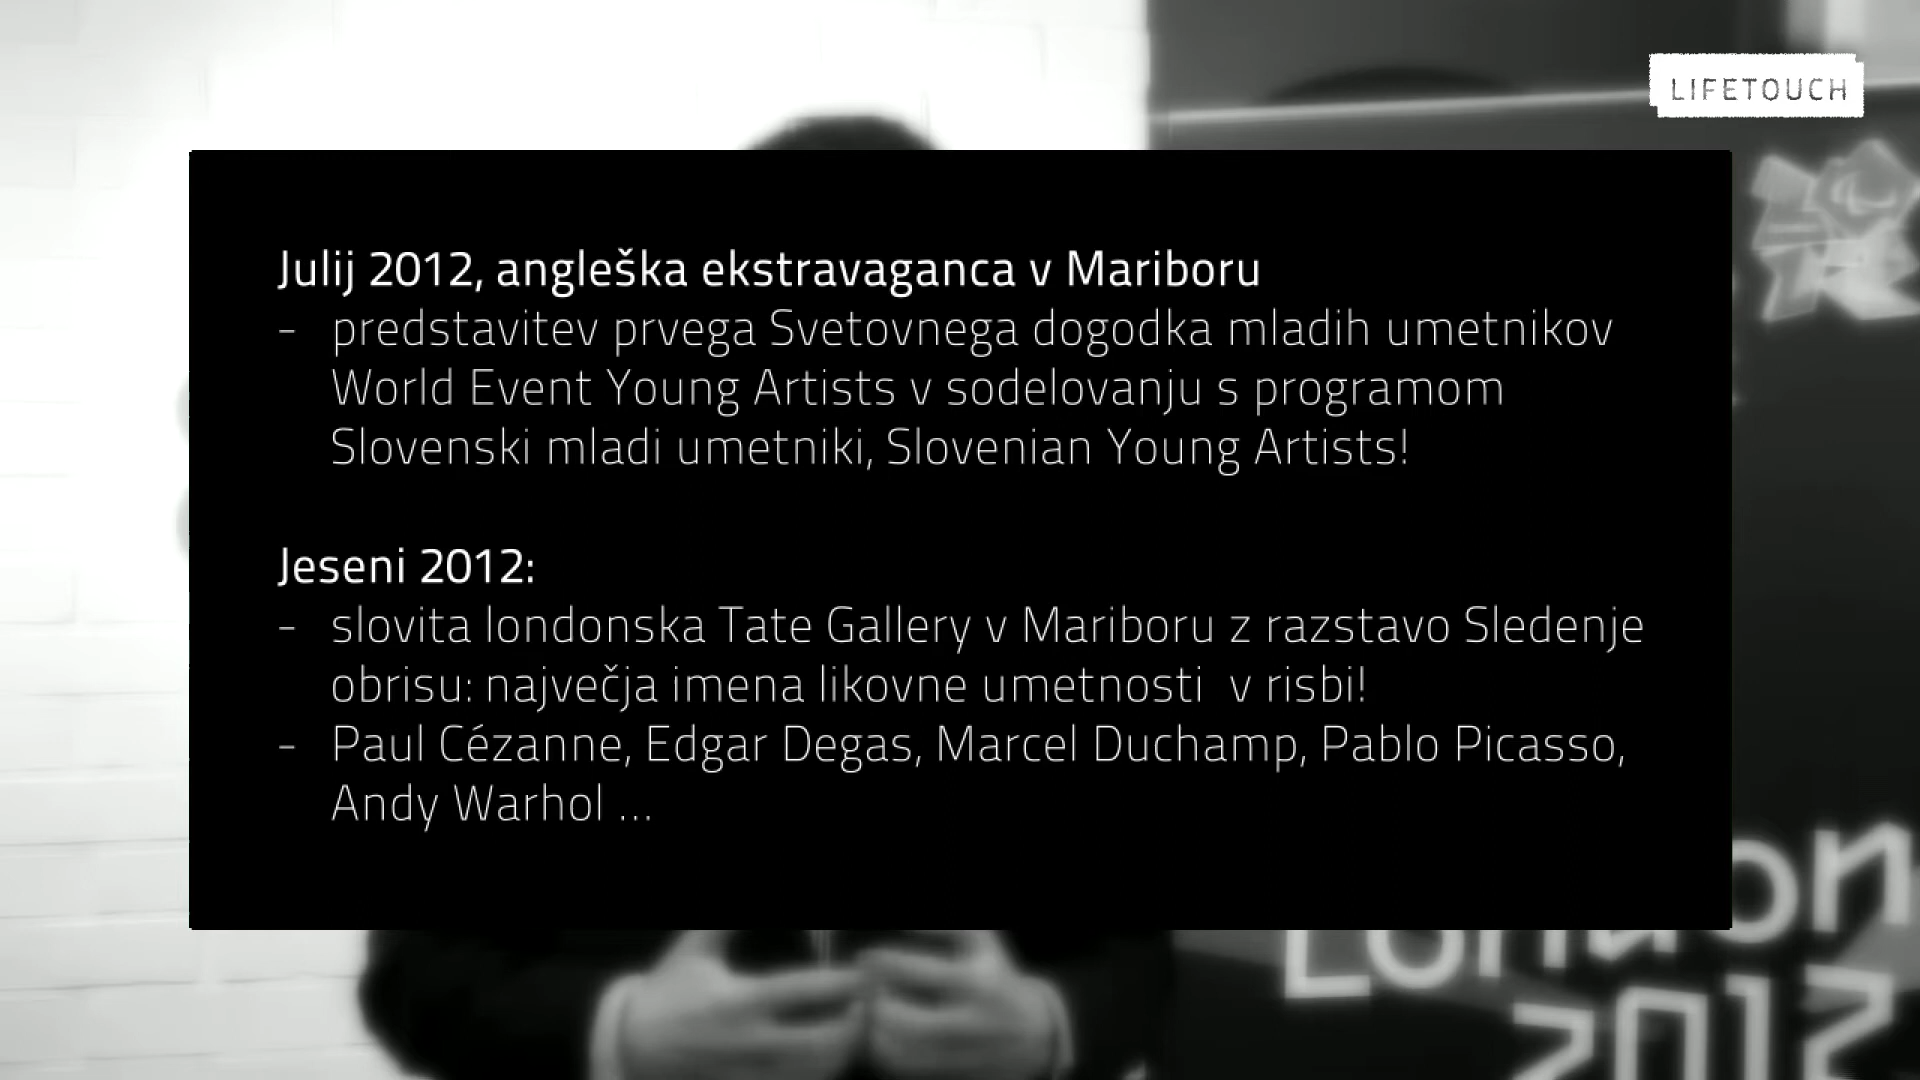 LIFETOUCH
Julij 2012, angleška ekstravaganca v Mariboru
- predstavitev prvega Svetovnega dogodka mladih umetnikov
World Event Young Artists v sodelovanju s programom
Slovenski mladi umetniki, Slovenian Young Artists!
Jeseni 2012:
- slovita londonska Tate Gallery v Mariboru z razstavo Sledenje
obrisu: največja imena likovne umetnosti  v risbi!
- Paul Cézanne, Edgar Degas, Marcel Duchamp, Pablo Picasso,
Andy Warhol ...
London
2012